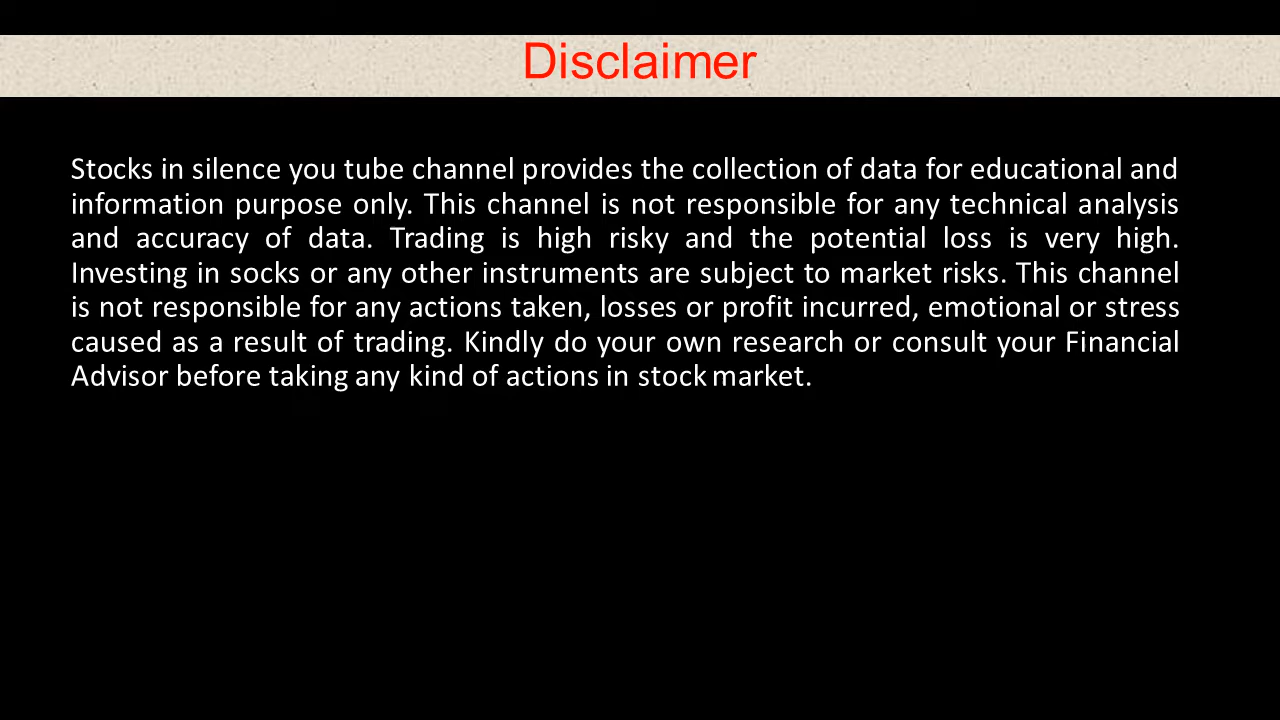 Disclaimer
Stocks in silence you tube channel provides the collection of data for educational and
information purpose only. This channel is not responsible for any technical analysis
and accuracy of data. Trading is high risky and the potential loss is very high.
Investing in socks or any other instruments are subject to market risks. This channel
is not responsible for any actions taken, losses or profit incurred, emotional or stress
caused as a result of trading. Kindly do your own research or consult your Financial
Advisor before taking any kind of actions in stock market.